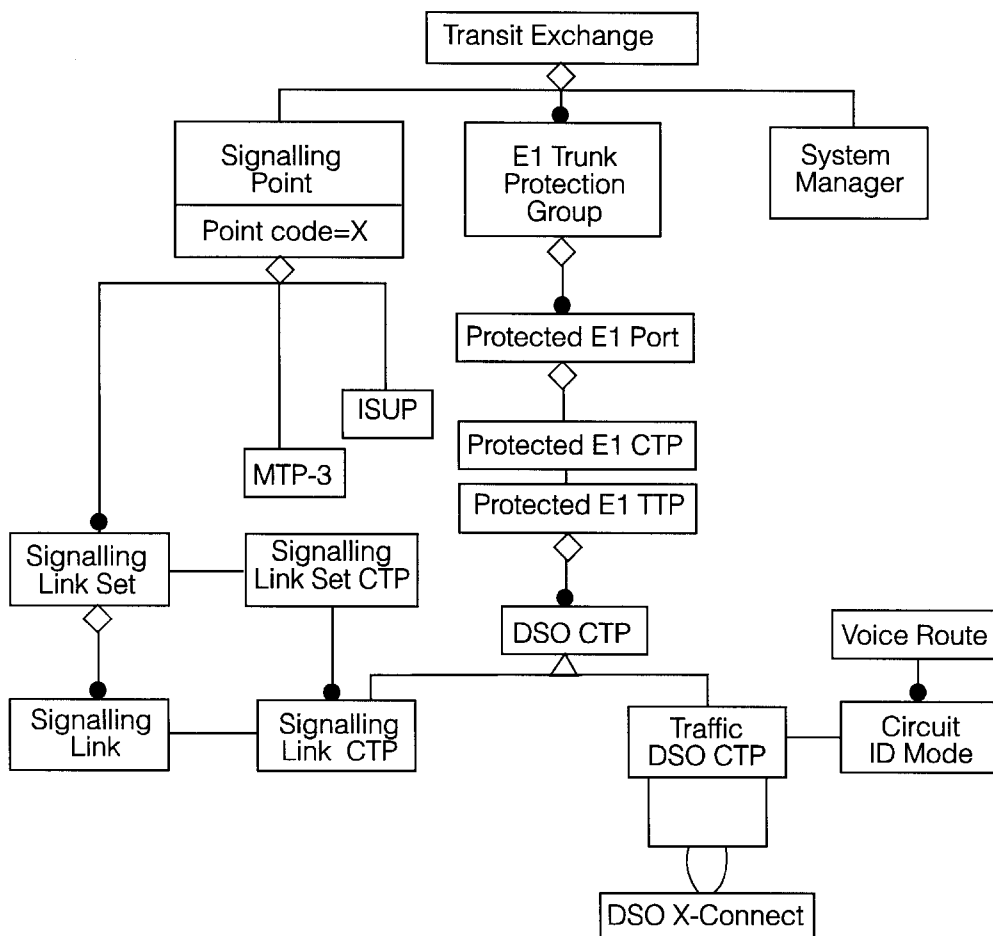 Transit Exchange
Signalling
Point
Point code=X
E1 Trunk
Protection
Group
System
Manager
Protected E1 Port
ISUP
MTP-3
Protected E1 CTP
Protected E1 TTP
Signalling
Link Set
Signalling
Link Set CTP
DSO CTP
Voice Route
Signalling
Link
Signalling
Link CTP
Traffic
DSO CTP
Circuit
ID Mode
DSO X-Connect